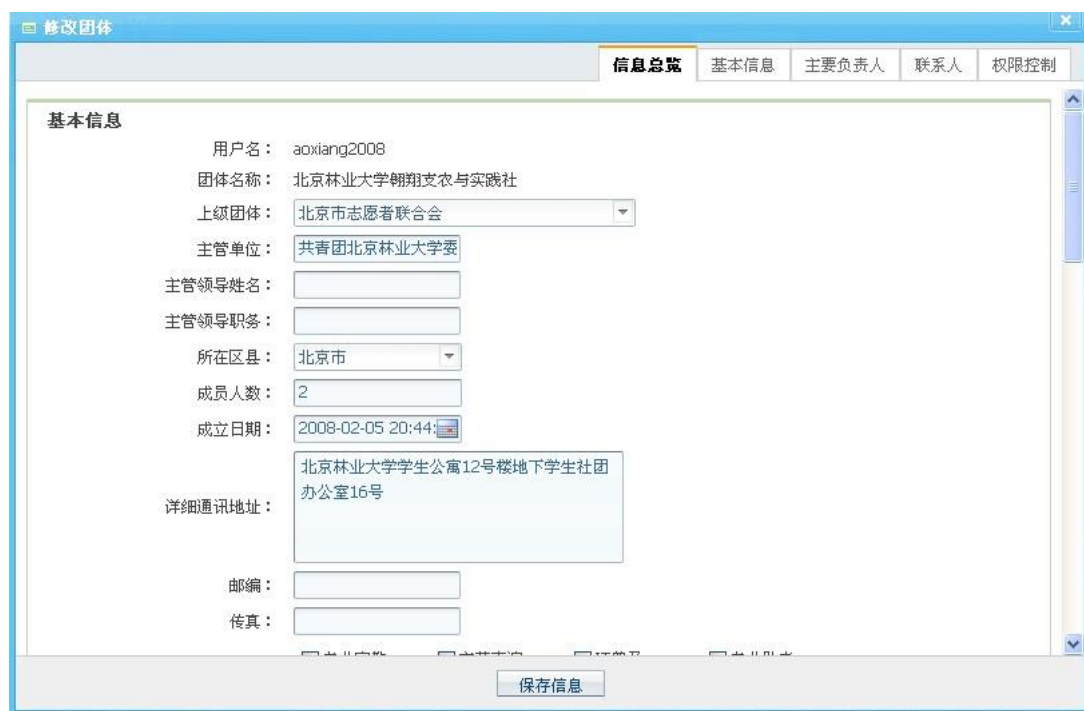 修改团体
信息总览 基本信息 主要负责人 联系人 权限控制
基本信息
用户名： aoxiang2008
团体名称： 北京林业大学翱翔支农与实践社
上级团体： 北京市志愿者联合会
主管单位： 共青团北京林业大学委
主管领导姓名：
主管领导职务：
所在区县： 北京市
成员人数： 2
成立日期： 2008-02-05 20:44:
北京林业大学学生公寓12号楼地下学生社团
办公室16号
详细通讯地址：
邮编：
传真：
保存信息